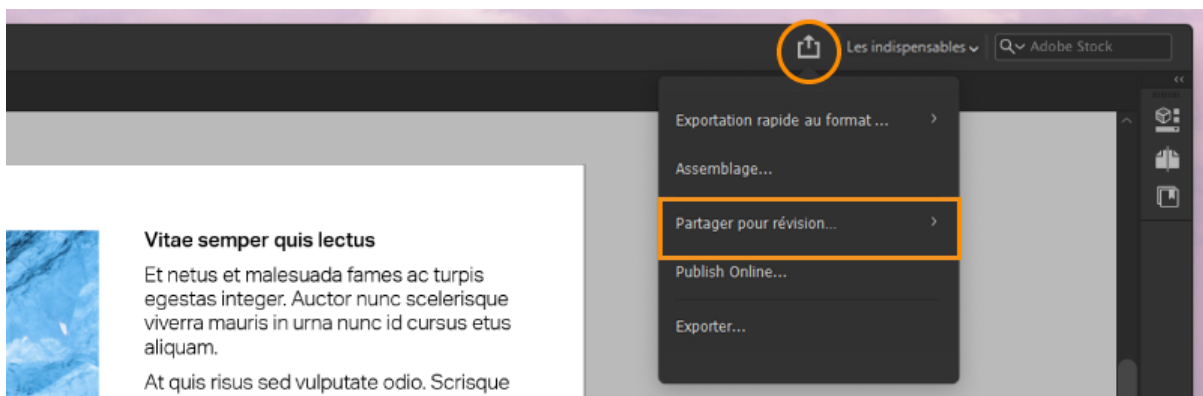 Les indispensables
Adobe Stock
Exportation rapide au format ...
Assemblage...
Partager pour révision...
Publish Online...
Exporter...
Vitae semper quis lectus
Et netus et malesuada fames ac turpis
egestas integer. Auctor nunc scelerisque
viverra mauris in urna nunc id cursus etus
aliquam.
At quis risus sed vulputate odio. Scrisque